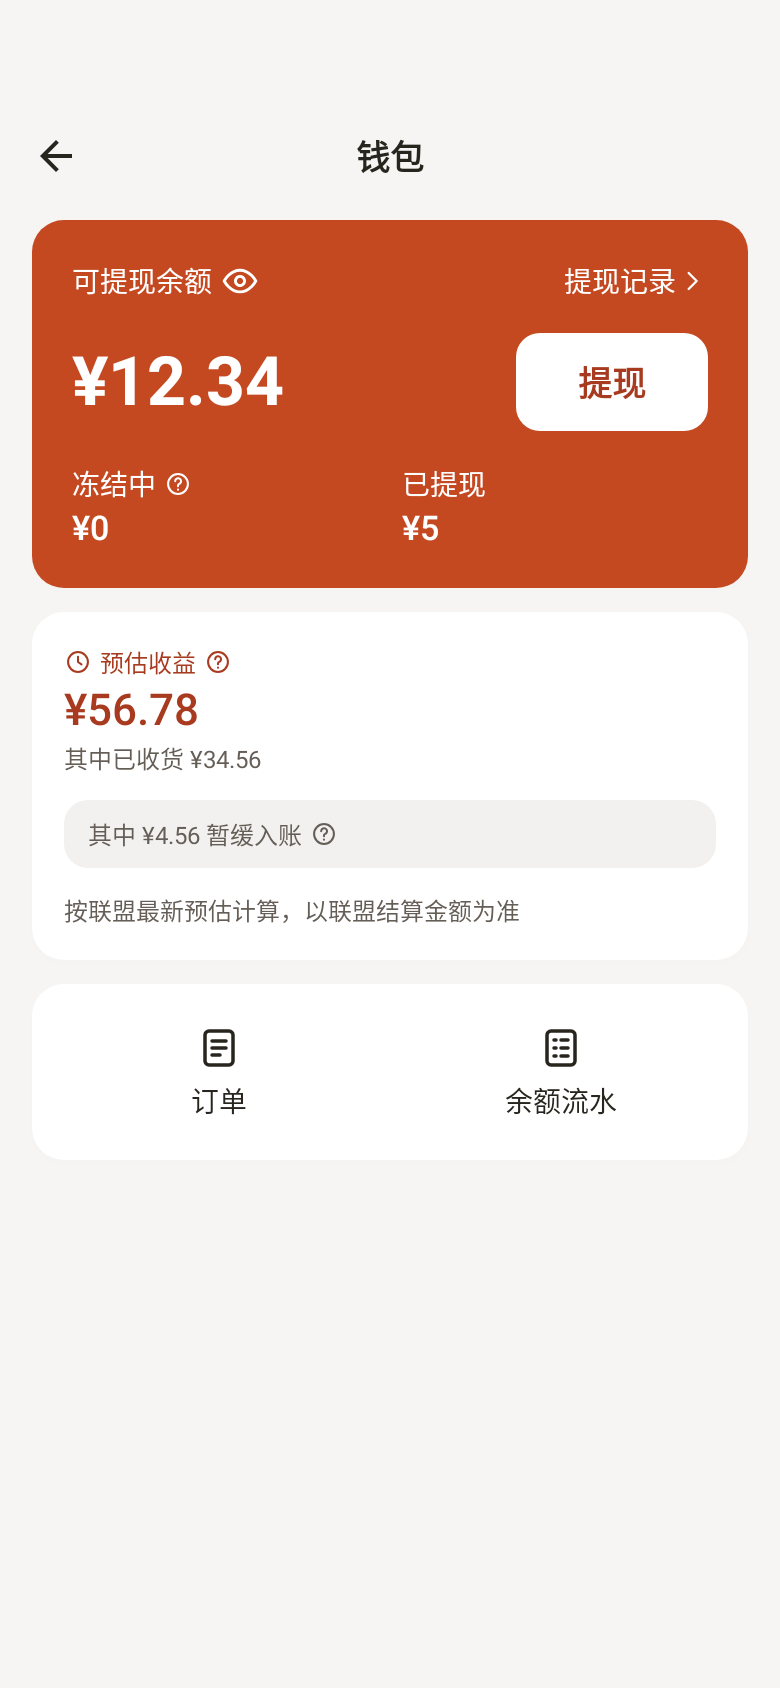 钱包
可提现余额
提现记录
¥12.34
提现
冻结中
已提现
¥0
¥5
预估收益
¥56.78
其中已收货 ¥34.56
其中 ¥4.56 暂缓入账
按联盟最新预估计算，以联盟结算金额为准
订单
余额流水